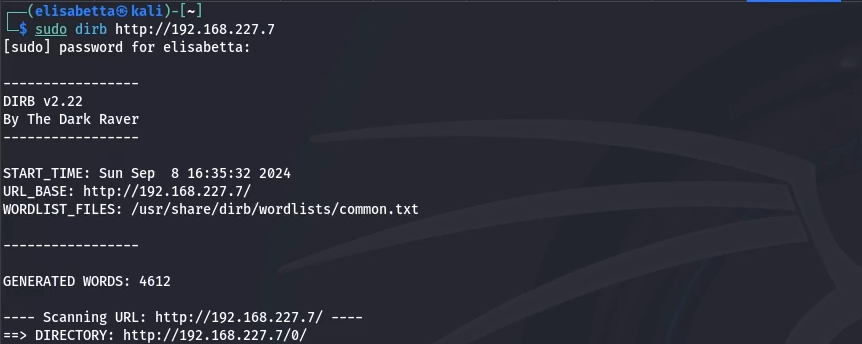 (elisabetta㉿kali)-[~]
$ sudo dirb http://192.168.227.7
[sudo] password for elisabetta:
-----------------
DIRB v2.22
By The Dark Raver
-----------------
START_TIME: Sun Sep  8 16:35:32 2024
URL_BASE: http://192.168.227.7/
WORDLIST_FILES: /usr/share/dirb/wordlists/common.txt
-----------------
GENERATED WORDS: 4612
---- Scanning URL: http://192.168.227.7/ ----
==> DIRECTORY: http://192.168.227.7/0/